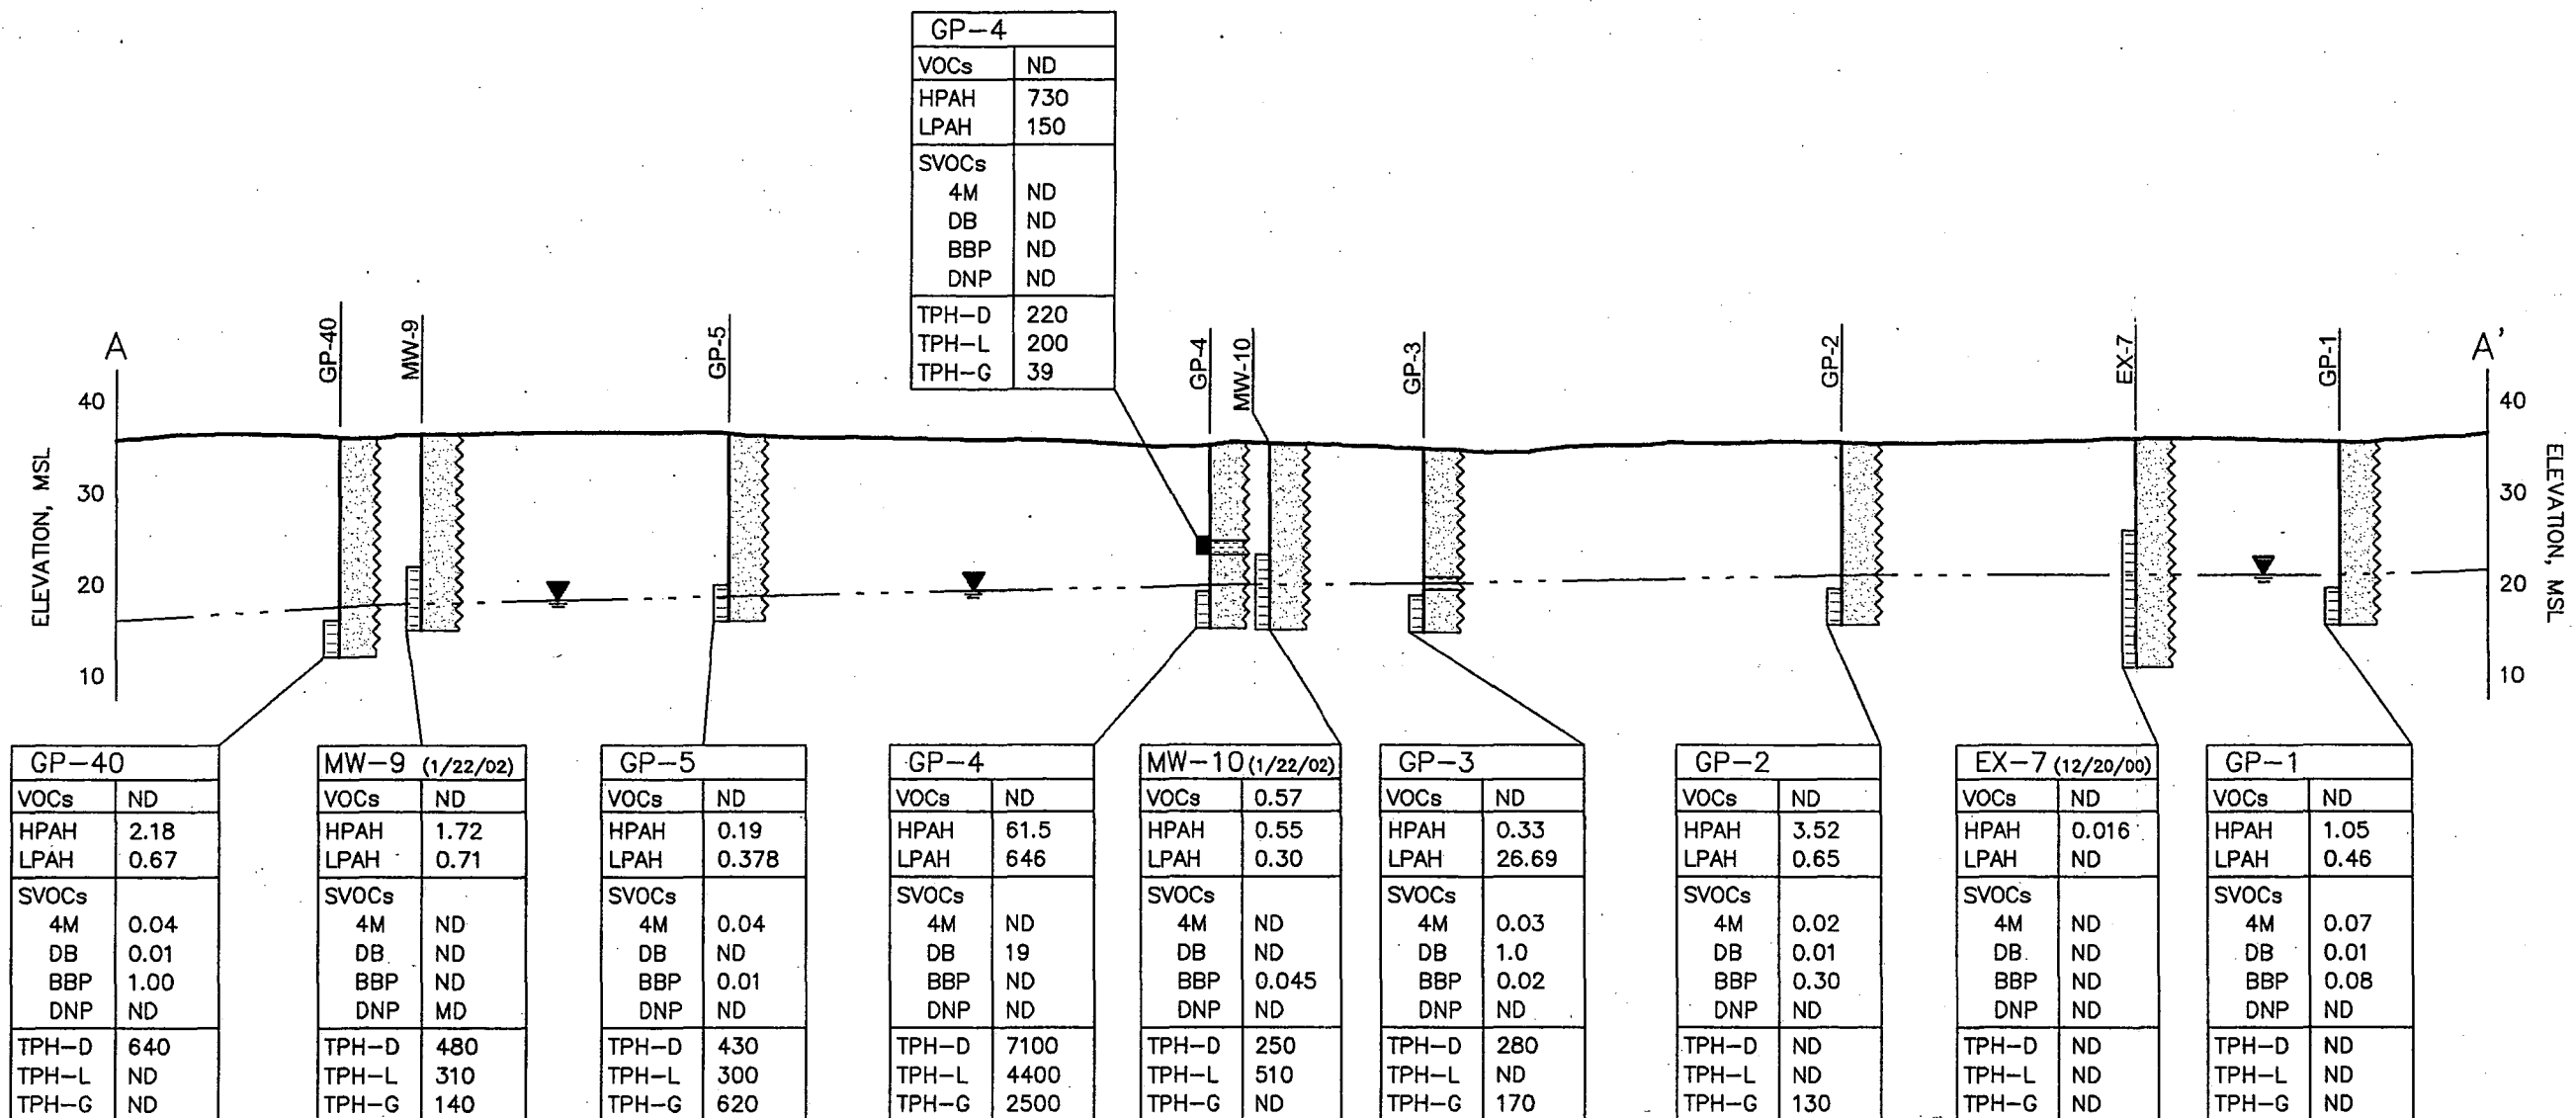 GP-4
VOCs ND
HPAH 730
LPAH 150
SVOCs
4M ND
DB ND
BBP ND
DNP ND
TPH-D 220
TPH-L 200
TPH-G 39
A
GP-40
MW-9
GP-5
GP-4
MW-10
GP-3
GP-2
EX-7
GP-1
A'
ELEVATION, MSL
40
30
20
10
40
30
20
10
ELEVATION, MSL
GP-40
VOCs ND
HPAH 2.18
LPAH 0.67
SVOCs
4M 0.04
DB 0.01
BBP 1.00
DNP ND
TPH-D 640
TPH-L ND
TPH-G ND
MW-9 (1/22/02)
VOCs ND
HPAH 1.72
LPAH 0.71
SVOCs
4M ND
DB ND
BBP ND
DNP MD
TPH-D 480
TPH-L 310
TPH-G 140
GP-5
VOCs ND
HPAH 0.19
LPAH 0.378
SVOCs
4M 0.04
DB ND
BBP 0.01
DNP ND
TPH-D 430
TPH-L 300
TPH-G 620
GP-4
VOCs ND
HPAH 61.5
LPAH 646
SVOCs
4M ND
DB 19
BBP ND
DNP ND
TPH-D 7100
TPH-L 4400
TPH-G 2500
MW-10 (1/22/02)
VOCs 0.57
HPAH 0.55
LPAH 0.30
SVOCs
4M ND
DB ND
BBP 0.045
DNP ND
TPH-D 250
TPH-L 510
TPH-G ND
GP-3
VOCs ND
HPAH 0.33
LPAH 26.69
SVOCs
4M 0.03
DB 1.0
BBP 0.02
DNP ND
TPH-D 280
TPH-L ND
TPH-G 170
GP-2
VOCs ND
HPAH 3.52
LPAH 0.65
SVOCs
4M 0.02
DB 0.01
BBP 0.30
DNP ND
TPH-D ND
TPH-L ND
TPH-G 130
EX-7 (12/20/00)
VOCs ND
HPAH 0.016
LPAH ND
SVOCs
4M ND
DB ND
BBP ND
DNP ND
TPH-D ND
TPH-L ND
TPH-G ND
GP-1
VOCs ND
HPAH 1.05
LPAH 0.46
SVOCs
4M 0.07
DB 0.01
BBP 0.08
DNP ND
TPH-D ND
TPH-L ND
TPH-G ND